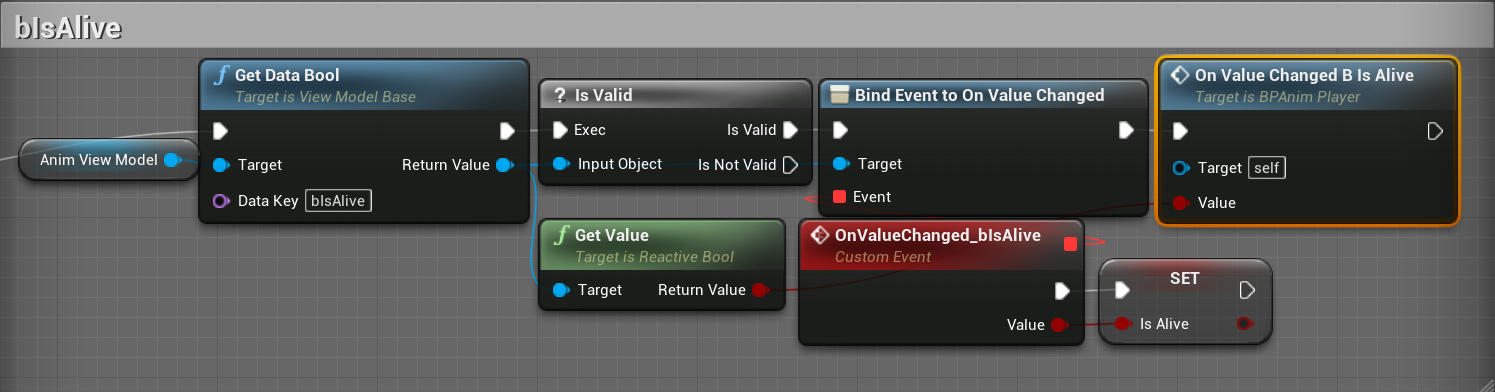 bIsAlive
Anim View Model
f Get Data Bool
Target is View Model Base
Target Return Value
Data Key bIsAlive
? Is Valid
Exec Is Valid
Input Object Is Not Valid
Bind Event to On Value Changed
Target
Event
On Value Changed B Is Alive
Target is BPAnim Player
Target self
Value
f Get Value
Target is Reactive Bool
Target Return Value
OnValueChanged_bIsAlive
Custom Event
Value
SET
Is Alive